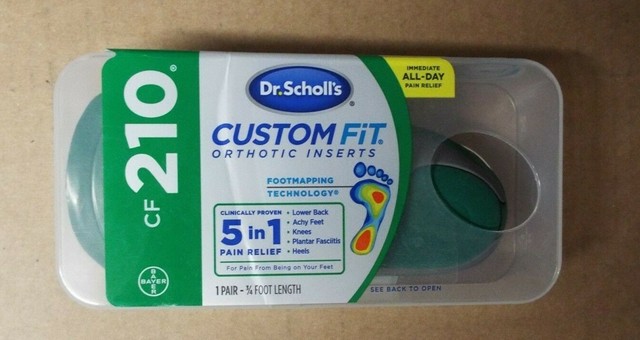 CF 210®
Dr. Scholl's®
IMMEDIATE
ALL-DAY
PAIN RELIEF
CUSTOM FiT®
ORTHOTIC INSERTS
FOOTMAPPING
TECHNOLOGY®
CLINICALLY PROVEN
5 in 1
PAIN RELIEF
• Lower Back
• Achy Feet
• Knees
• Plantar Fasciitis
• Heels
For Pain From Being on Your Feet
BAYER
BAYER
1 PAIR - ¾ FOOT LENGTH
SEE BACK TO OPEN